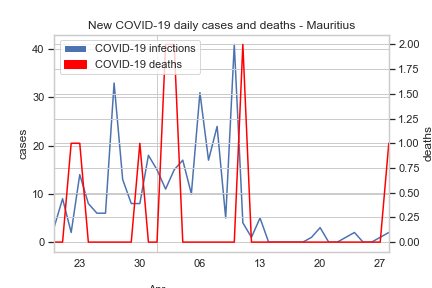 New COVID-19 daily cases and deaths - Mauritius
COVID-19 infections
COVID-19 deaths
40
30
20
10
0
cases
2.00
1.75
1.50
1.25
1.00
0.75
0.50
0.25
0.00
deaths
23 30 06 13 20 27